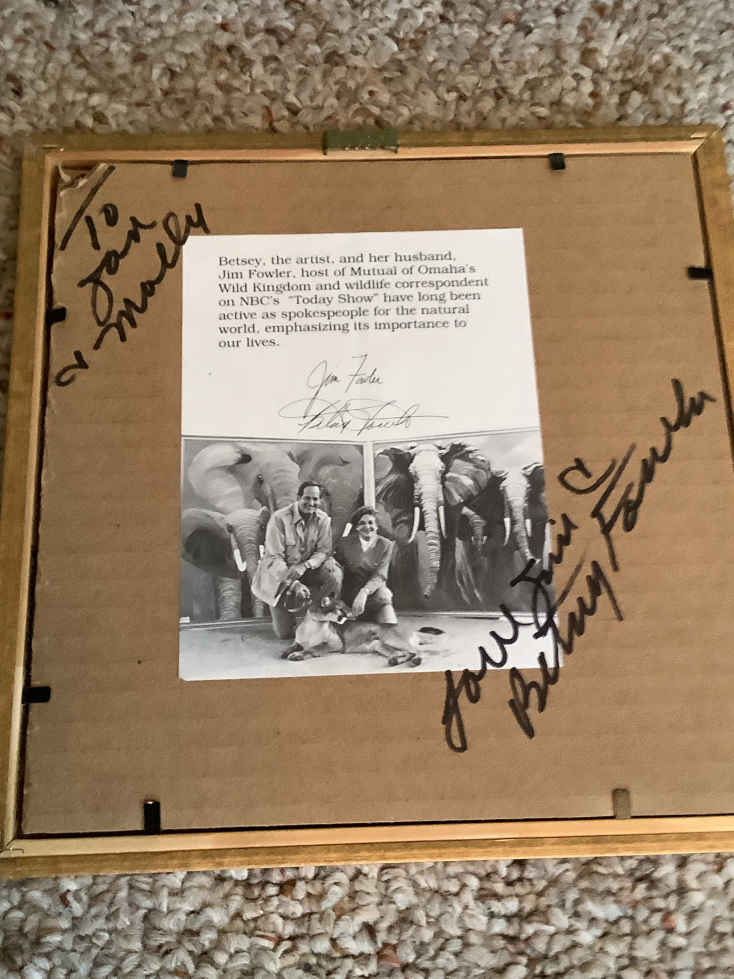 To
Jan
& Molly
Betsey, the artist, and her husband,
Jim Fowler, host of Mutual of Omaha's
Wild Kingdom and wildlife correspondent
on NBC's "Today Show" have long been
active as spokespeople for the natural
world, emphasizing its importance to
our lives.
Jim Fowler
Betsey Fowler
Love Jim &
Betsey Fowler